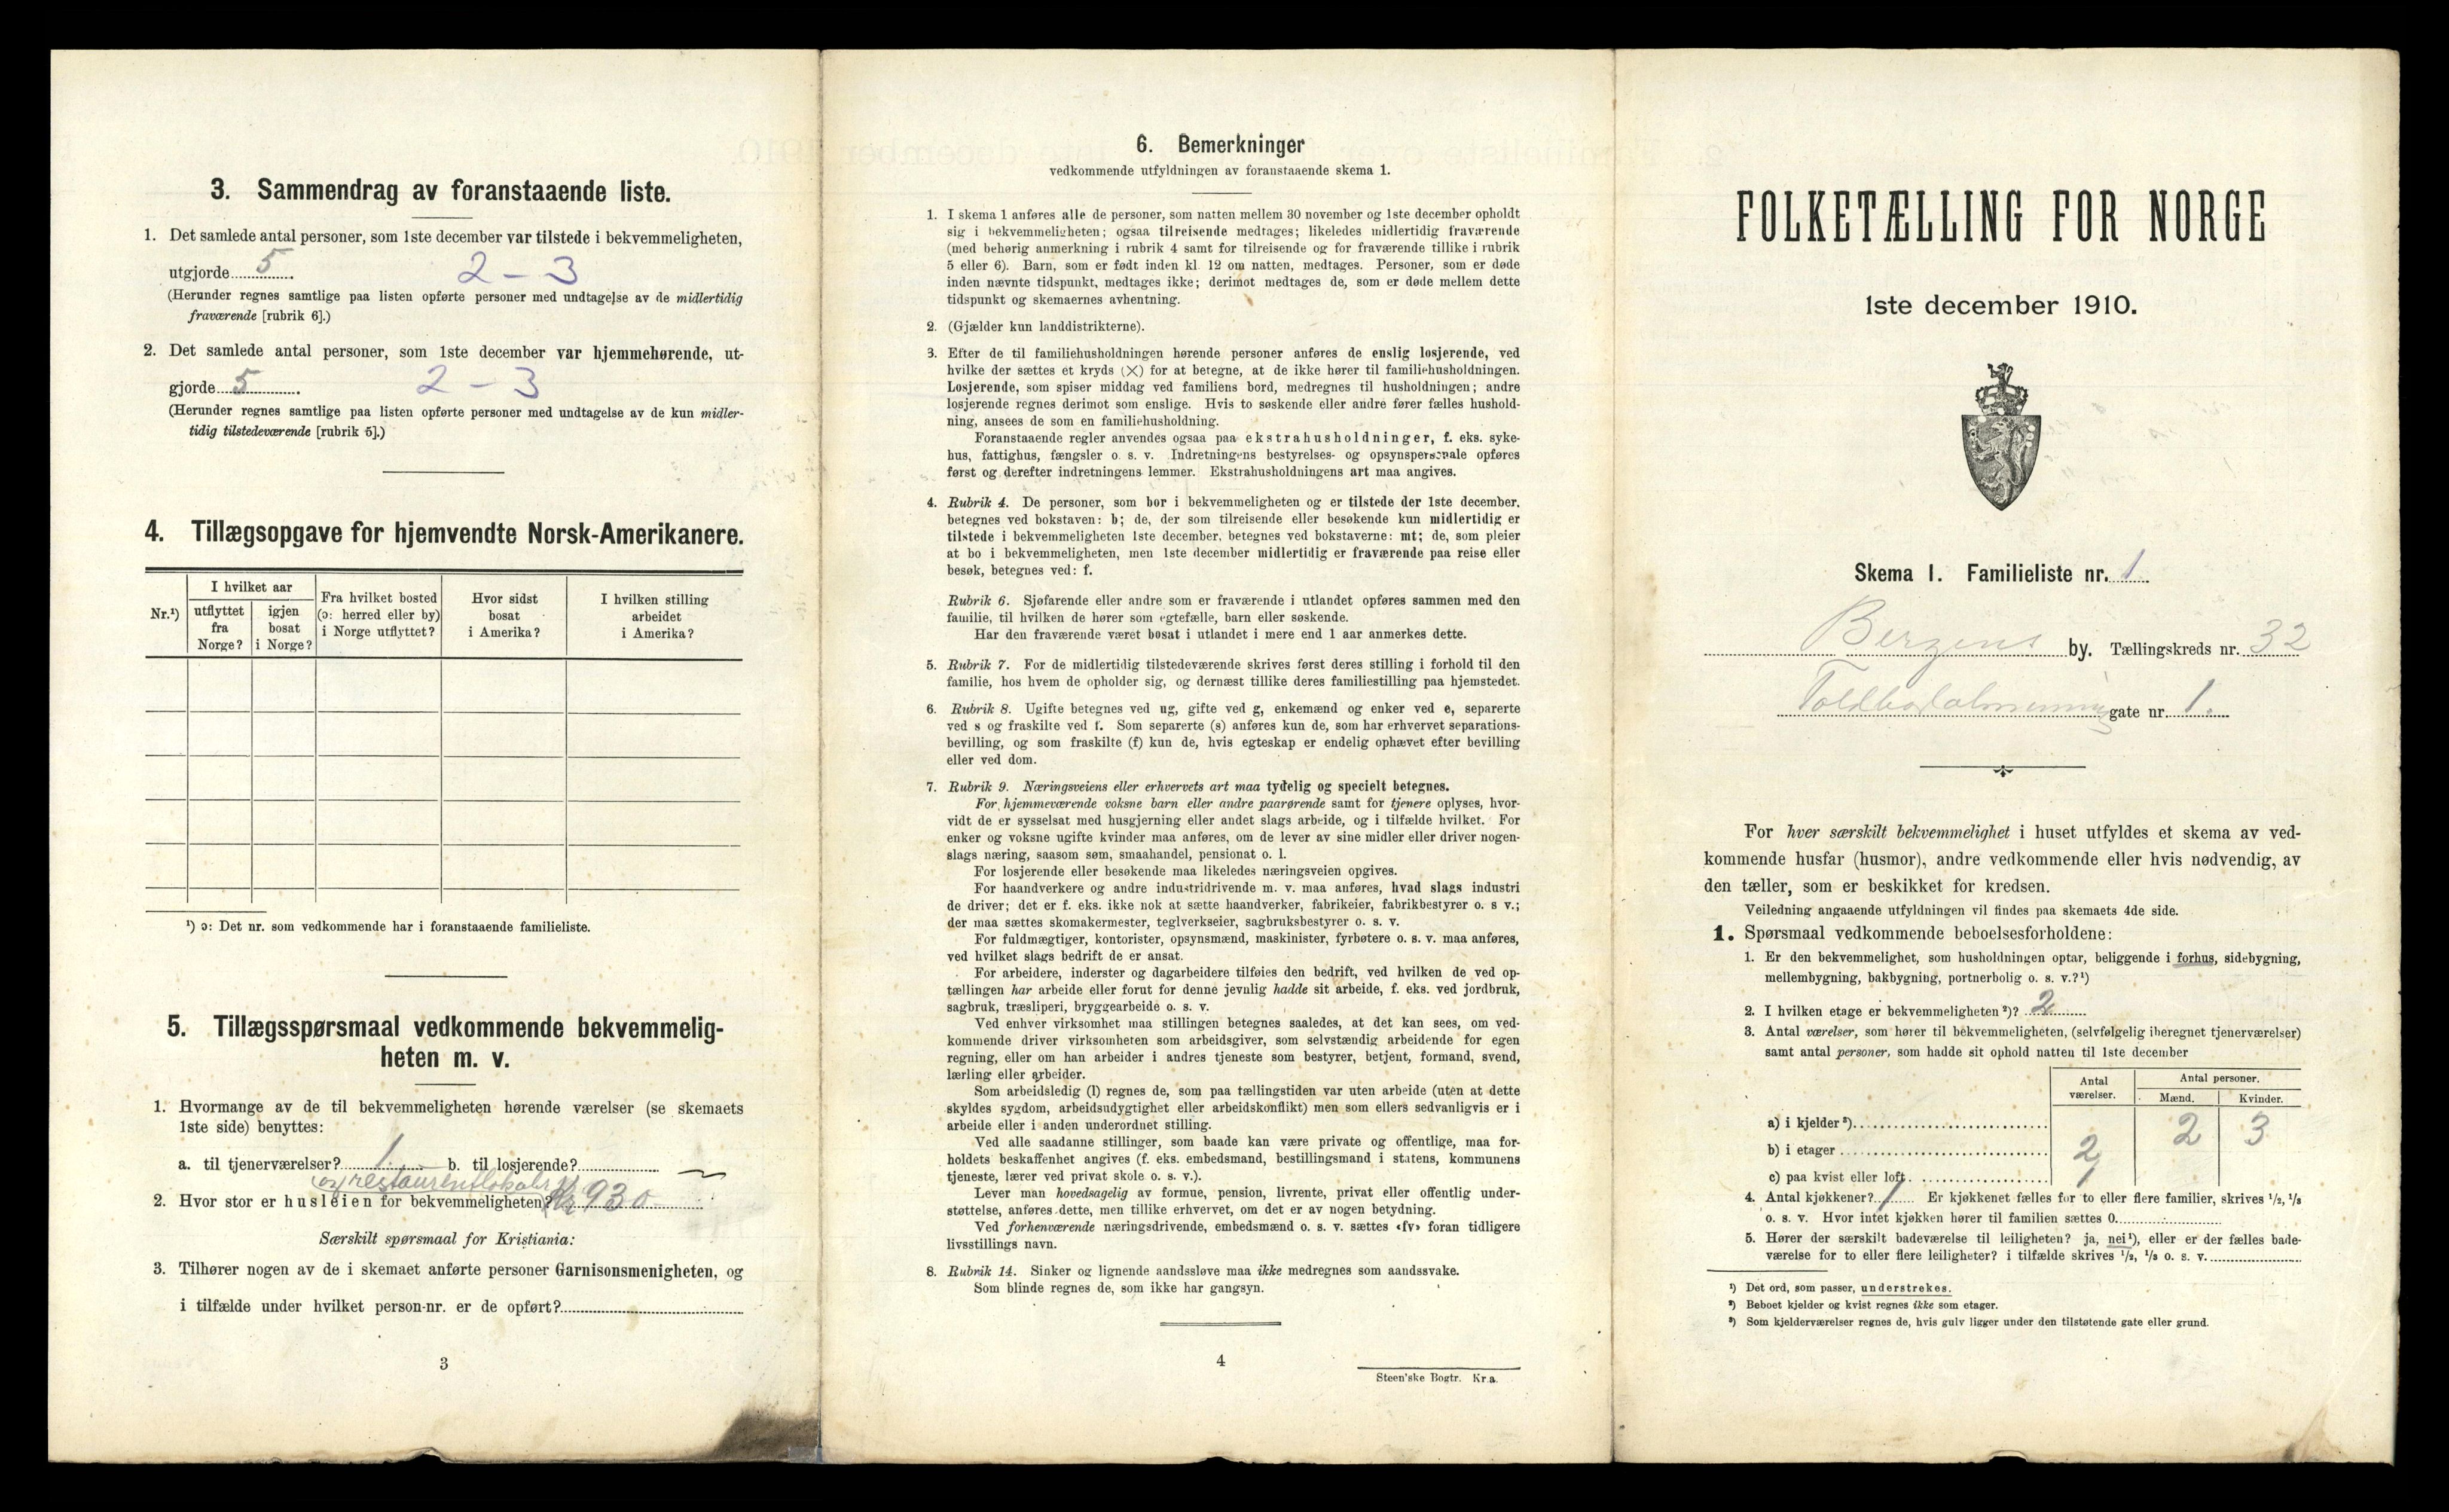 3. Sammendrag av foranstaaende liste.
1. Det samlede antal personer, som 1ste december var tilstede i bekvemmeligheten,
utgjorde 5 2 – 3
(Herunder regnes samtlige paa listen opførte personer med undtagelse av de midlertidig
fraværende [rubrik 6].)
2. Det samlede antal personer, som 1ste december var hjemmehørende, ut-
gjorde 5 2 – 3
(Herunder regnes samtlige paa listen opførte personer med undtagelse av de kun midler-
tidig tilstedeværende [rubrik 5].)
4. Tillægsopgave for hjemvendte Norsk-Amerikanere.
Nr.¹)
I hvilket aar
utflyttet fra Norge?
igjen bosat i Norge?
Fra hvilket bosted (ɔ: herred eller by) i Norge utflyttet?
Hvor sidst bosat i Amerika?
I hvilken stilling arbeidet i Amerika?
¹) ɔ: Det nr. som vedkommende har i foranstaaende familieliste.
5. Tillægsspørsmaal vedkommende bekvemmelig-
heten m. v.
1. Hvormange av de til bekvemmeligheten hørende værelser (se skemaets
1ste side) benyttes:
a. til tjenerværelser? 1 b. til losjerende? —
(og restaurentlokaler)
2. Hvor stor er husleien for bekvemmeligheten? Kr 930
Særskilt spørsmaal for Kristiania:
3. Tilhører nogen av de i skemaet anførte personer Garnisonsmenigheten, og
i tilfælde under hvilket person-nr. er de opført?
3
6. Bemerkninger
vedkommende utfyldningen av foranstaaende skema 1.
1. I skema 1 anføres alle de personer, som natten mellem 30 november og 1ste december opholdt
sig i bekvemmeligheten; ogsaa tilreisende medtages; likeledes midlertidig fraværende
(med behørig anmerkning i rubrik 4 samt for tilreisende og for fraværende tillike i rubrik
5 eller 6). Barn, som er født inden kl 12 om natten, medtages. Personer, som er døde
inden nævnte tidspunkt, medtages ikke; derimot medtages de, som er døde mellem dette
tidspunkt og skemaernes avhentning.
2. (Gjælder kun landdistrikterne).
3. Efter de til familiehusholdningen hørende personer anføres de enslig losjerende, ved
hvilke der sættes et kryds (×) for at betegne, at de ikke hører til familiehusholdningen.
Losjerende, som spiser middag ved familiens bord, medregnes til husholdningen; andre
losjerende regnes derimot som enslige. Hvis to søskende eller andre fører fælles hushold-
ning, ansees de som en familiehusholdning.
Foranstaaende regler anvendes ogsaa paa ekstrahusholdninger, f. eks. syke-
hus, fattighus, fængsler o. s. v. Indretningens bestyrelses- og opsynspersonale opføres
først og derefter indretningens lemmer. Ekstrahusholdningens art maa angives.
4. Rubrik 4. De personer, som bor i bekvemmeligheten og er tilstede der 1ste december,
betegnes ved bokstaven: b; de, der som tilreisende eller besøkende kun midlertidig er
tilstede i bekvemmeligheten 1ste december, betegnes ved bokstaverne: mt; de, som pleier
at bo i bekvemmeligheten, men 1ste december midlertidig er fraværende paa reise eller
besøk, betegnes ved: f.
Rubrik 6. Sjøfarende eller andre som er fraværende i utlandet opføres sammen med den
familie, til hvilken de hører som egtefælle, barn eller søskende.
Har den fraværende været bosat i utlandet i mere end 1 aar anmerkes dette.
5. Rubrik 7. For de midlertidig tilstedeværende skrives først deres stilling i forhold til den
familie, hos hvem de opholder sig, og dernæst tillike deres familiestilling paa hjemstedet.
6. Rubrik 8. Ugifte betegnes ved ug, gifte ved g, enkemænd og enker ved e, separerte
ved s og fraskilte ved f. Som separerte (s) anføres kun de, som har erhvervet separations-
bevilling, og som fraskilte (f) kun de, hvis egteskap er endelig ophævet efter bevilling
eller ved dom.
7. Rubrik 9. Næringsveiens eller erhvervets art maa tydelig og specielt betegnes.
For hjemmeværende voksne barn eller andre paarørende samt for tjenere oplyses, hvor-
vidt de er sysselsat med husgjerning eller andet slags arbeide, og i tilfælde hvilket. For
enker og voksne ugifte kvinder maa anføres, om de lever av sine midler eller driver nogen-
slags næring, saasom søm, smaahandel, pensionat o. l.
For losjerende eller besøkende maa likeledes næringsveien opgives.
For haandverkere og andre industridrivende m. v. maa anføres, hvad slags industri
de driver; det er f. eks. ikke nok at sætte haandverker, fabrikeier, fabrikbestyrer o. s v.;
der maa sættes skomakermester, teglverkseier, sagbruksbestyrer o. s. v.
For fuldmægtiger, kontorister, opsynsmænd, maskinister, fyrbøtere o. s. v. maa anføres,
ved hvilket slags bedrift de er ansat.
For arbeidere, inderster og dagarbeidere tilføies den bedrift, ved hvilken de ved op-
tællingen har arbeide eller forut for denne jevnlig hadde sit arbeide, f. eks. ved jordbruk,
sagbruk, træsliperi, bryggearbeide o. s. v.
Ved enhver virksomhet maa stillingen betegnes saaledes, at det kan sees, om ved-
kommende driver virksomheten som arbeidsgiver, som selvstændig arbeidende for egen
regning, eller om han arbeider i andres tjeneste som bestyrer, betjent, formand, svend,
lærling eller arbeider.
Som arbeidsledig (l) regnes de, som paa tællingstiden var uten arbeide (uten at dette
skyldes sygdom, arbeidsudygtighet eller arbeidskonflikt) men som ellers sedvanligvis er i
arbeide eller i anden underordnet stilling.
Ved alle saadanne stillinger, som baade kan være private og offentlige, maa for-
holdets beskaffenhet angives (f. eks. embedsmand, bestillingsmand i statens, kommunens
tjeneste, lærer ved privat skole o. s. v.).
Lever man hovedsagelig av formue, pension, livrente, privat eller offentlig under-
støttelse, anføres dette, men tillike erhvervet, om det er av nogen betydning.
Ved forhenværende næringsdrivende, embedsmænd o. s. v. sættes «fv» foran tidligere
livsstillings navn.
8. Rubrik 14. Sinker og lignende aandssløve maa ikke medregnes som aandssvake.
Som blinde regnes de, som ikke har gangsyn.
4
Steen'ske Bogtr. Kr.a.
FOLKETÆLLING FOR NORGE
1ste december 1910.
Skema I. Familieliste nr. 1
Bergens by. Tællingskreds nr. 32
Toldbodalmenning gate nr. 1.
For hver særskilt bekvemmelighet i huset utfyldes et skema av ved-
kommende husfar (husmor), andre vedkommende eller hvis nødvendig, av
den tæller, som er beskikket for kredsen.
Veiledning angaaende utfyldningen vil findes paa skemaets 4de side.
1. Spørsmaal vedkommende beboelsesforholdene:
1. Er den bekvemmelighet, som husholdningen optar, beliggende i forhus, sidebygning,
mellembygning, bakbygning, portnerbolig o. s. v.?¹)
2. I hvilken etage er bekvemmeligheten²)? 2
3. Antal værelser, som hører til bekvemmeligheten, (selvfølgelig iberegnet tjenerværelser)
samt antal personer, som hadde sit ophold natten til 1ste december
Antal værelser.
Antal personer.
Mænd. Kvinder.
a) i kjelder³)
b) i etager 2 2 3
c) paa kvist eller loft
4. Antal kjøkkener? 1 Er kjøkkenet fælles for to eller flere familier, skrives 1/2, 1/3
o. s. v. Hvor intet kjøkken hører til familien sættes 0.
5. Hører der særskilt badeværelse til leiligheten? ja, nei¹), eller er der fælles bade-
værelse for to eller flere leiligheter? i tilfælde skrives 1/2, 1/3 o. s. v.
¹) Det ord, som passer, understrekes.
²) Beboet kjelder og kvist regnes ikke som etager.
³) Som kjelderværelser regnes de, hvis gulv ligger under den tilstøtende gate eller grund.